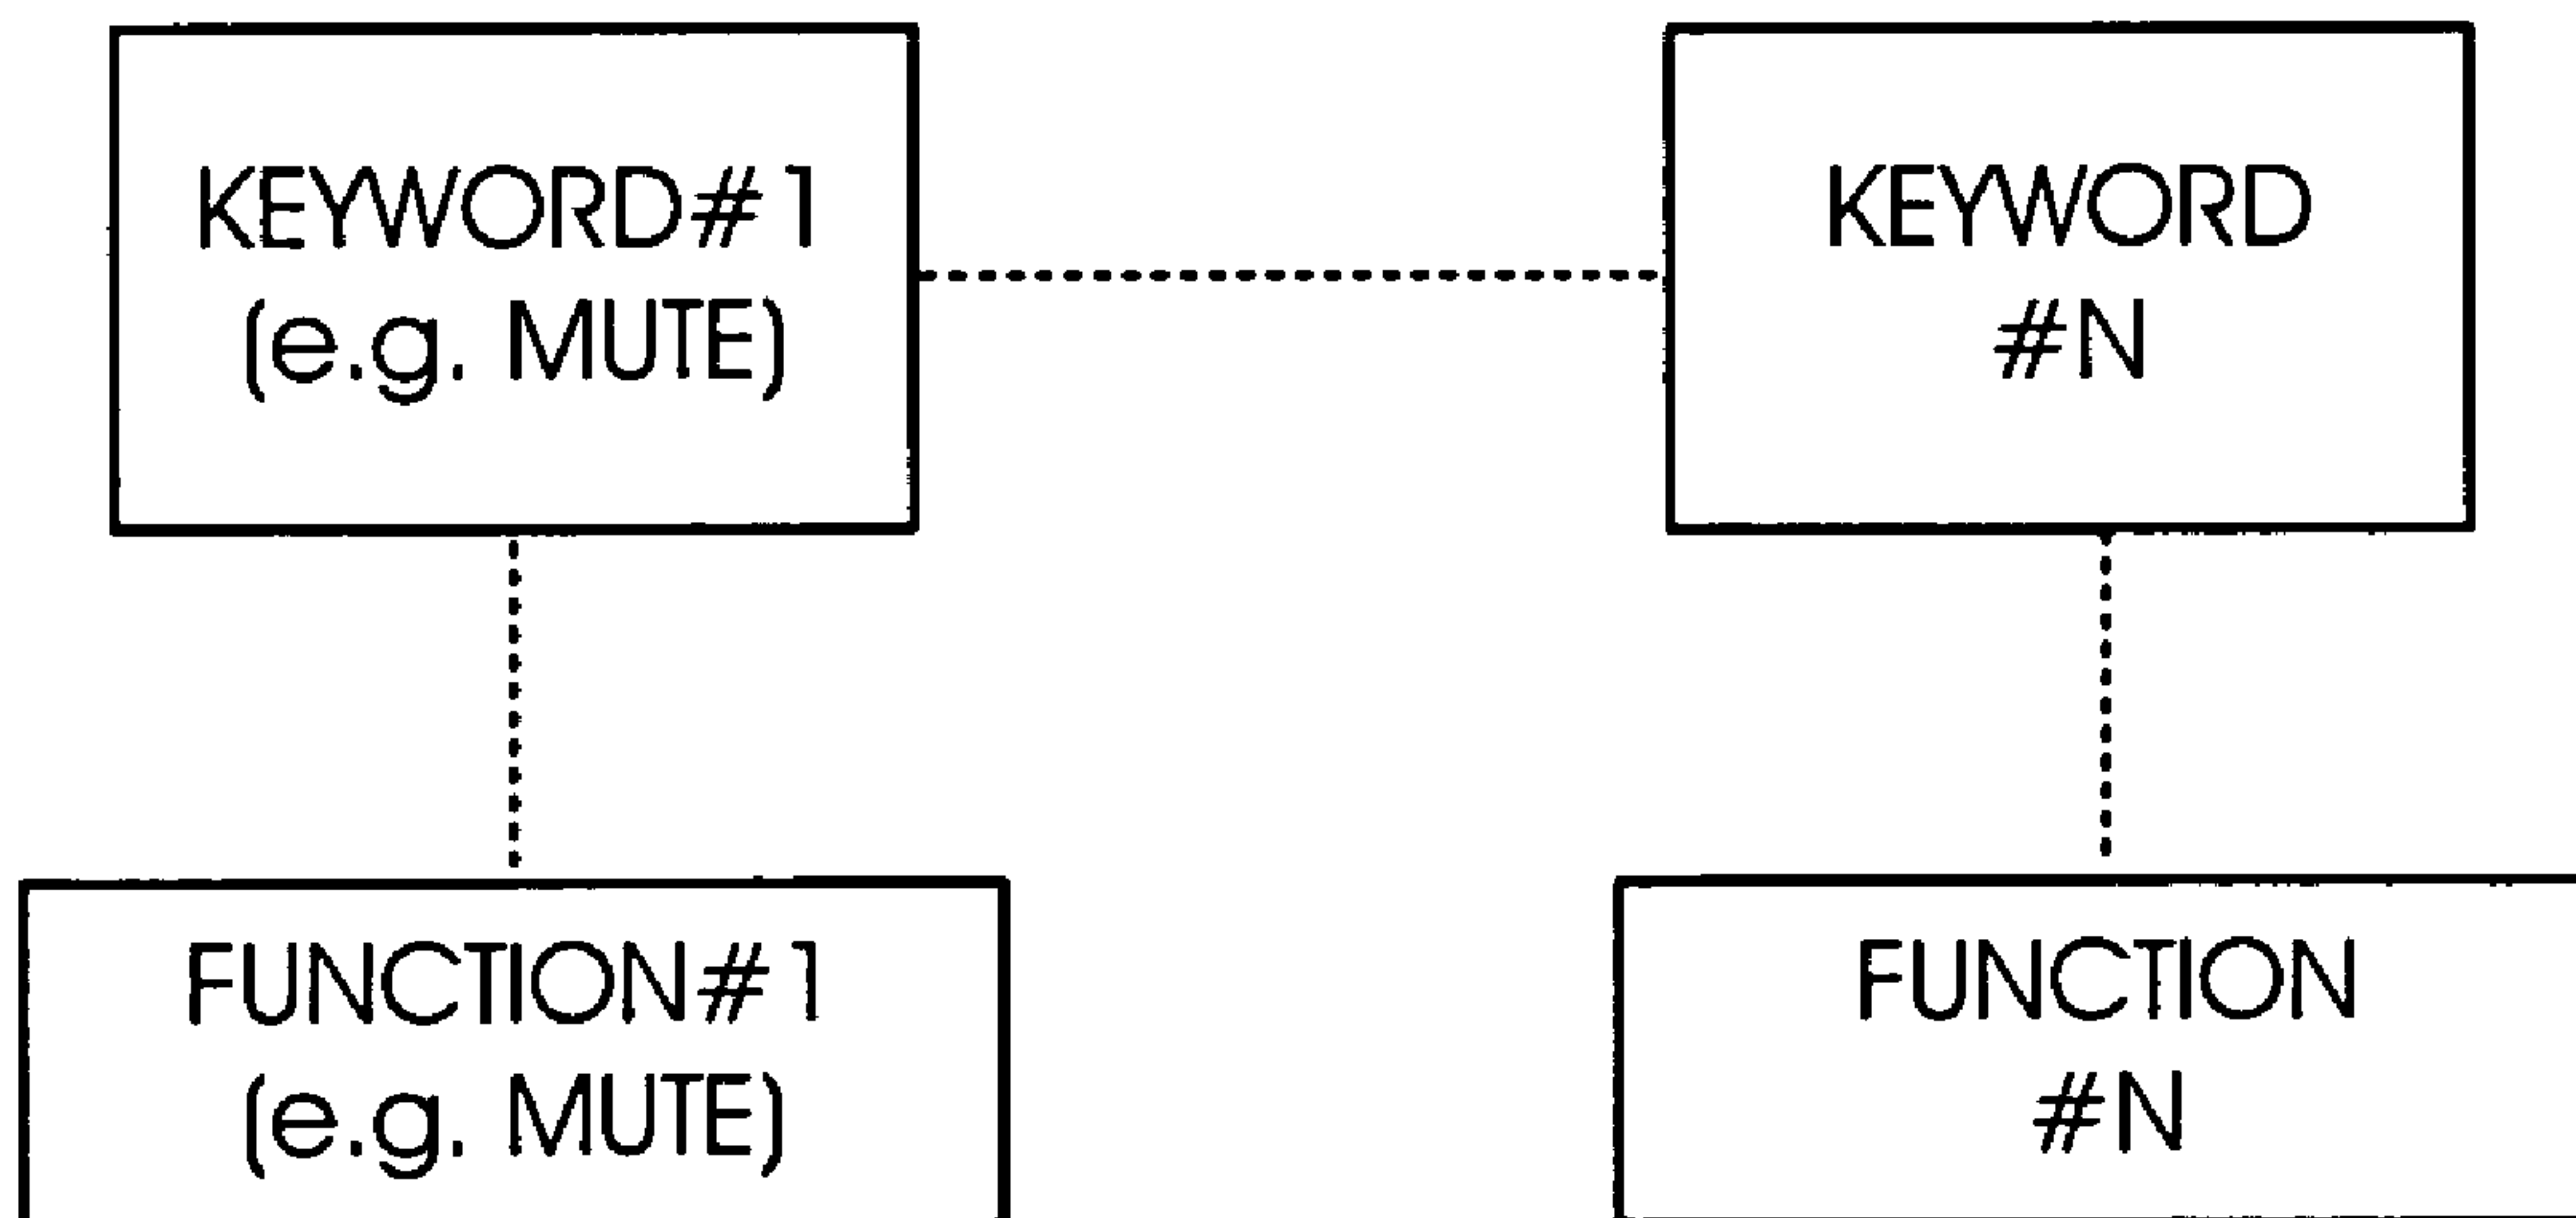 KEYWORD#1
(e.g. MUTE)
KEYWORD
#N
FUNCTION#1
(e.g. MUTE)
FUNCTION
#N